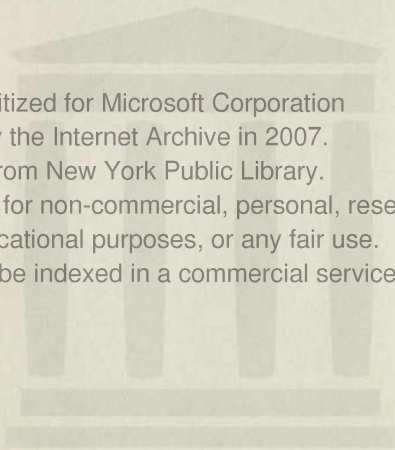 itized for Microsoft Corporation
the Internet Archive in 2007.
rom New York Public Library.
for non-commercial, personal, rese
cational purposes, or any fair use.
be indexed in a commercial service